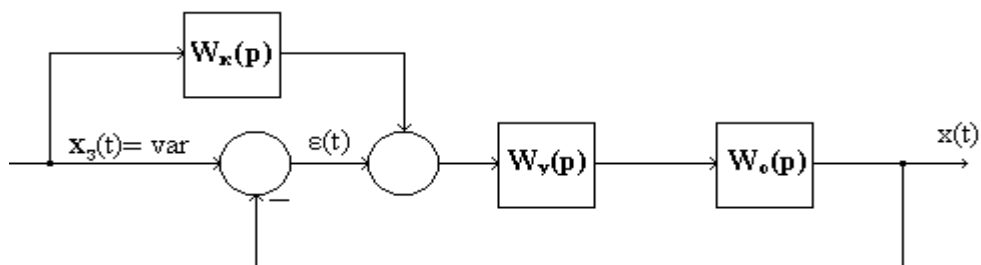 Wк(p)
x₃(t)= var
ε(t)
Wy(p)
Wo(p)
x(t)